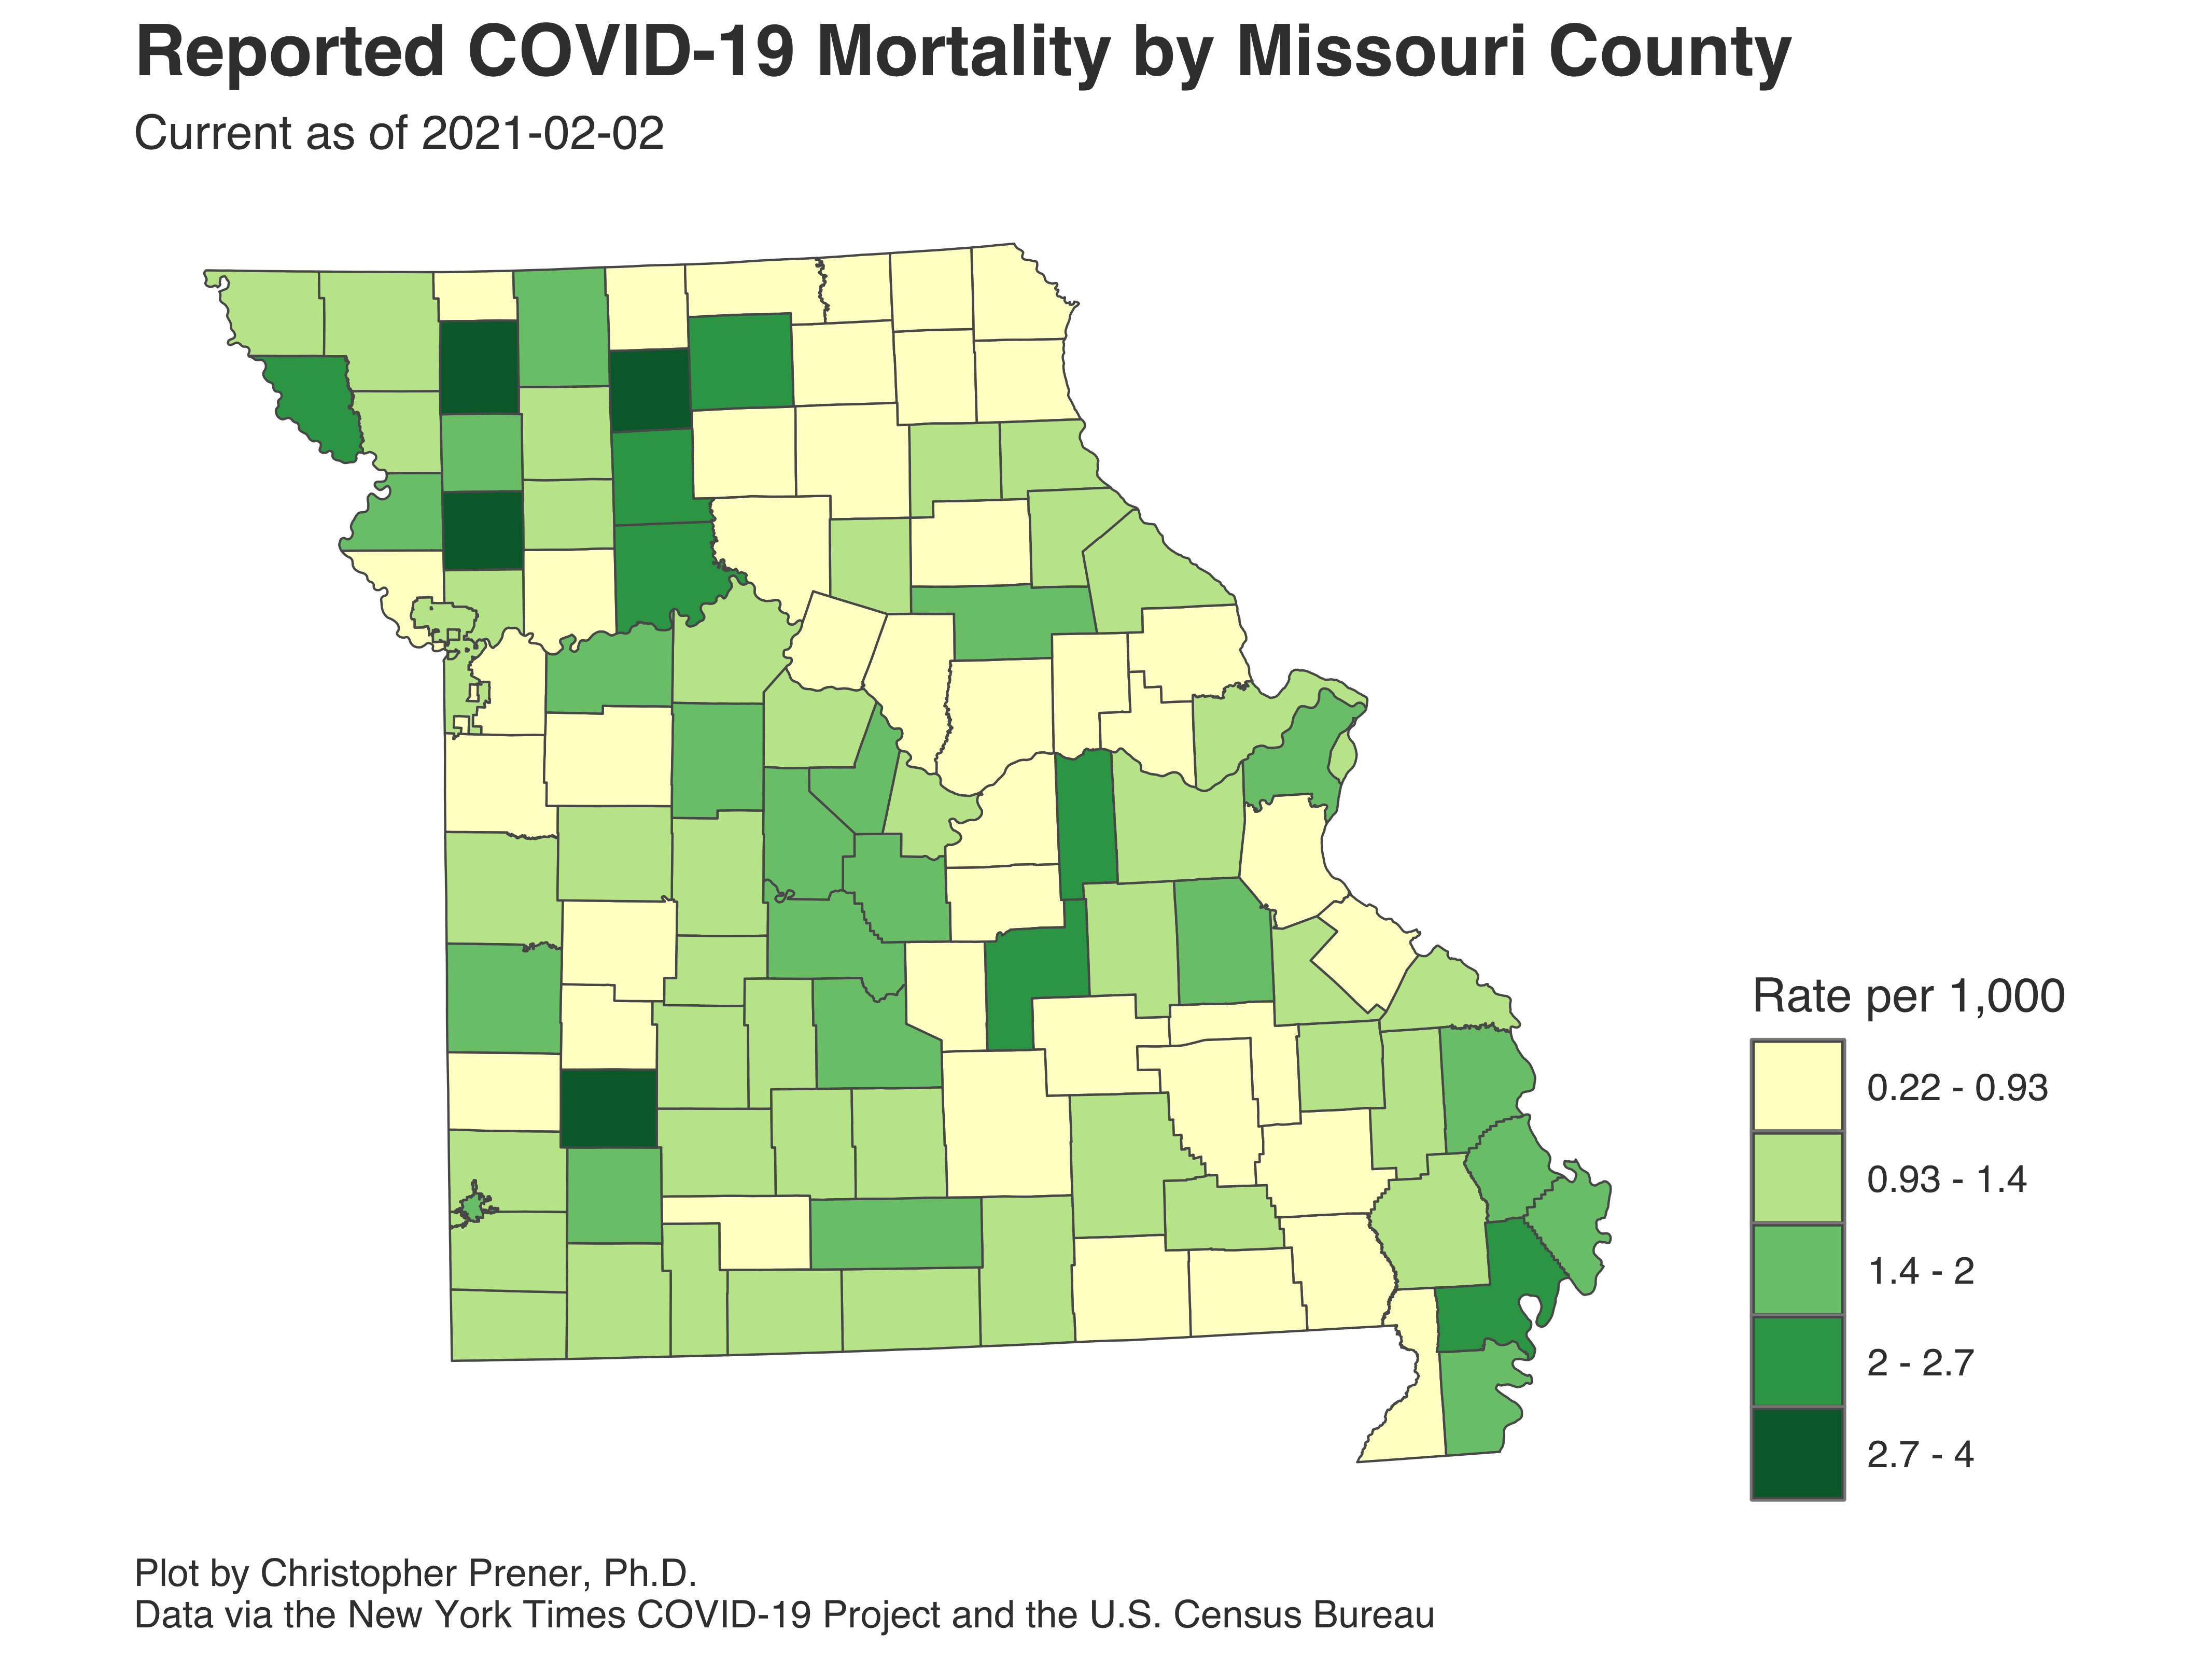 Reported COVID-19 Mortality by Missouri County
Current as of 2021-02-02
Rate per 1,000
0.22 - 0.93
0.93 - 1.4
1.4 - 2
2 - 2.7
2.7 - 4
Plot by Christopher Prener, Ph.D.
Data via the New York Times COVID-19 Project and the U.S. Census Bureau